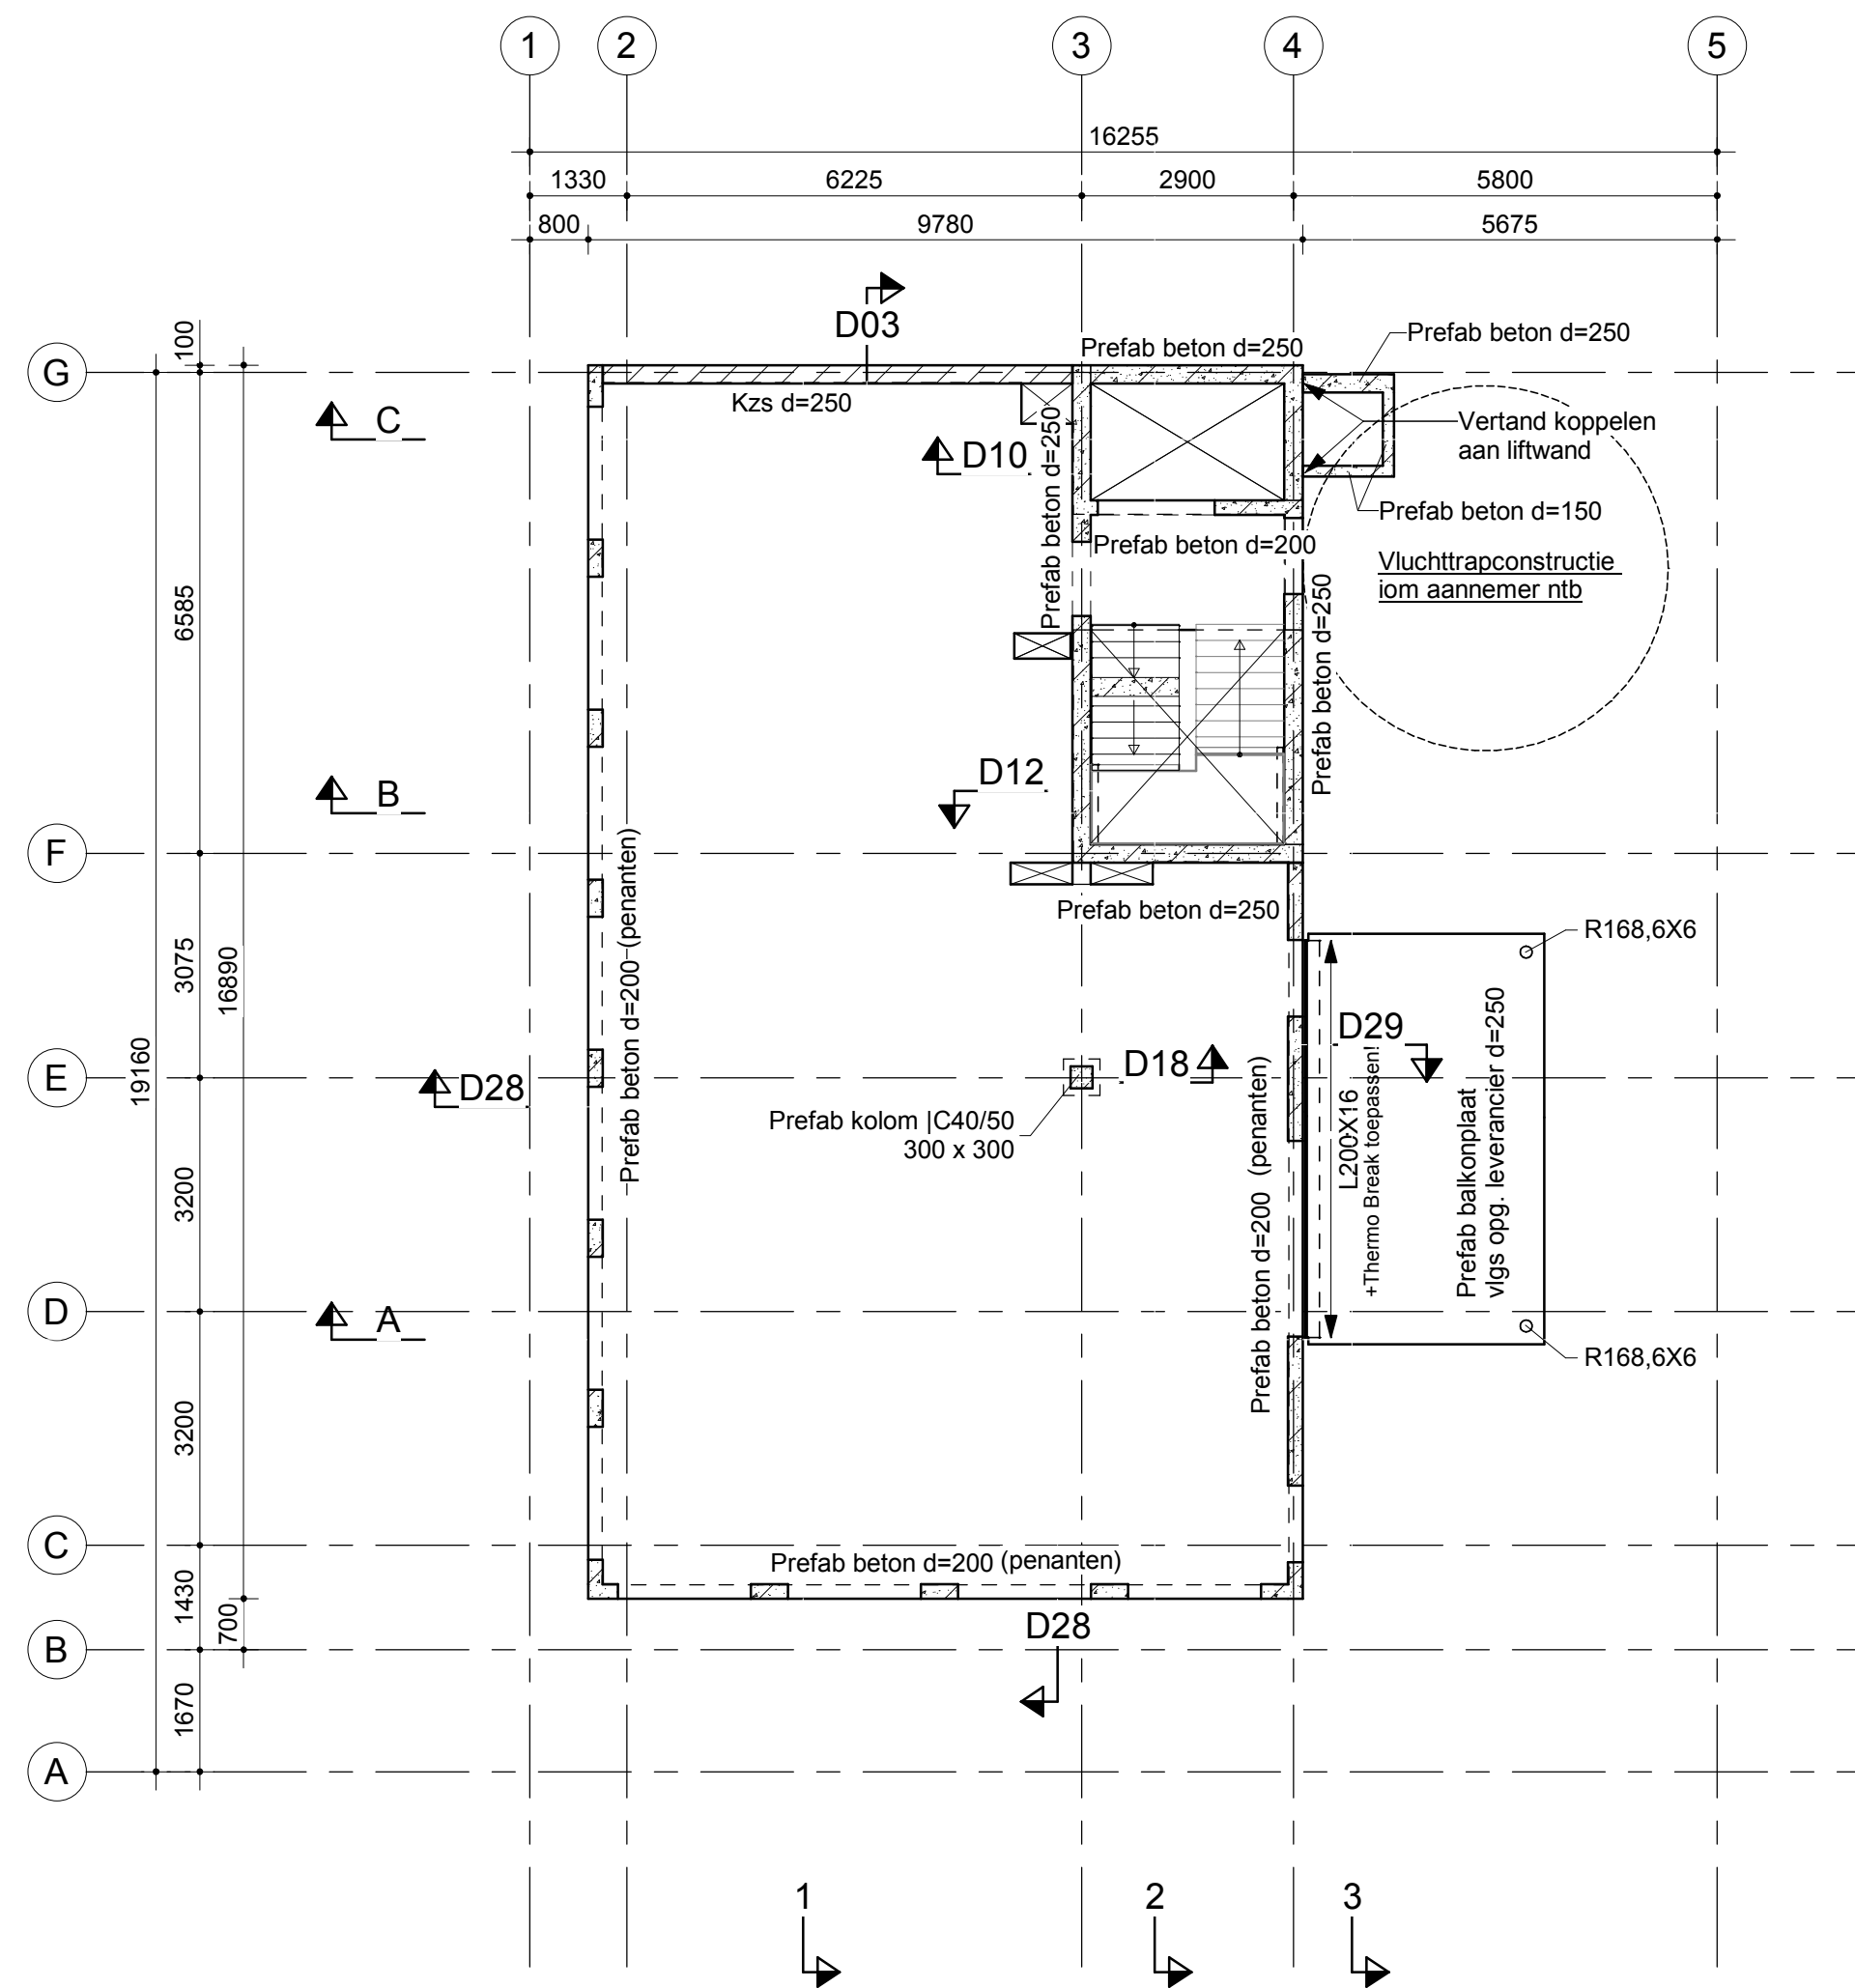 1 2 3 4 5
16255
1330 6225 2900 5800
800 9780 5675
D03
Prefab beton d=250
Prefab beton d=250
G
100
Kzs d=250
C
D10
Prefab beton d=250
Vertand koppelen
aan liftwand
Prefab beton d=150
Prefab beton d=200
Vluchttrapconstructie
iom aannemer ntb
6585
Prefab beton d=250
B
D12
F
Prefab beton d=200 (penanten)
Prefab beton d=250
R168,6X6
3075
16890
19160
E
D28
D18
D29
Prefab kolom |C40/50
300 x 300
L200X16
+Thermo Break toepassen!
Prefab balkonplaat
vlgs opg. leverancier d=250
Prefab beton d=200 (penanten)
3200
D
A
R168,6X6
3200
C
Prefab beton d=200 (penanten)
1430
700
D28
B
1670
A
1 2 3